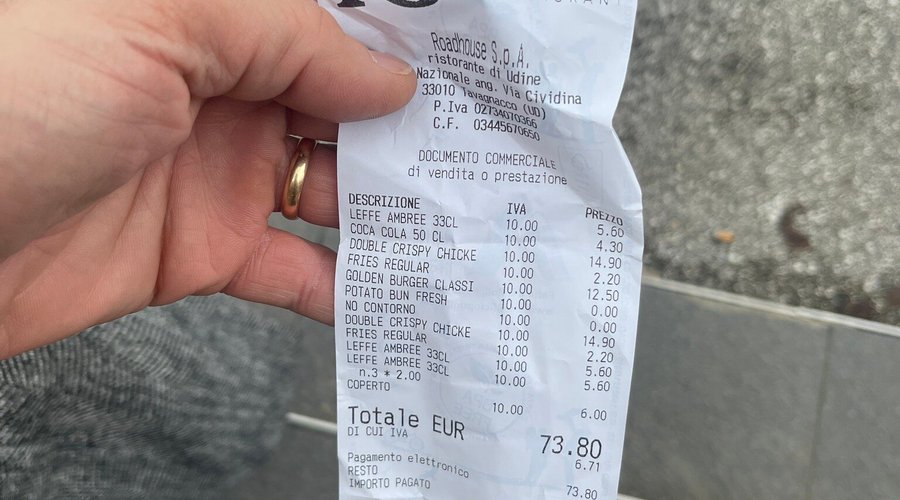 Roadhouse S.p.A.
ristorante di Udine
Nazionale ang. Via Cividina
33010 Tavagnacco (UD)
P.Iva 02734070366
C.F. 03445670650
DOCUMENTO COMMERCIALE
di vendita o prestazione
DESCRIZIONE IVA PREZZO
LEFFE AMBREE 33CL 10.00 5.60
COCA COLA 50 CL 10.00 4.30
DOUBLE CRISPY CHICKE 10.00 14.90
FRIES REGULAR 10.00 2.20
GOLDEN BURGER CLASSI 10.00 12.50
POTATO BUN FRESH 10.00 0.00
NO CONTORNO 10.00 0.00
DOUBLE CRISPY CHICKE 10.00 14.90
FRIES REGULAR 10.00 2.20
LEFFE AMBREE 33CL 10.00 5.60
LEFFE AMBREE 33CL 10.00 5.60
n.3 * 2.00
COPERTO 10.00 6.00
Totale EUR 73.80
DI CUI IVA 6.71
Pagamento elettronico 73.80
RESTO
IMPORTO PAGATO